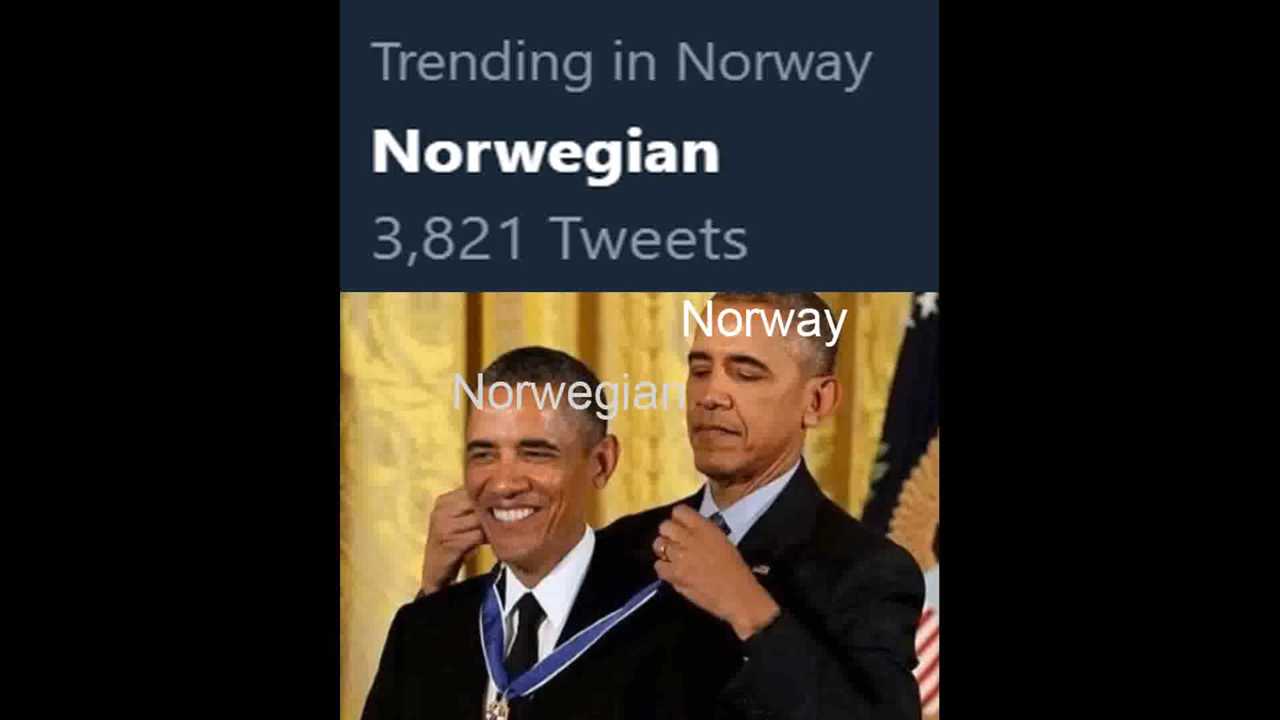 Trending in Norway
Norwegian
3,821 Tweets
Norway
Norwegian